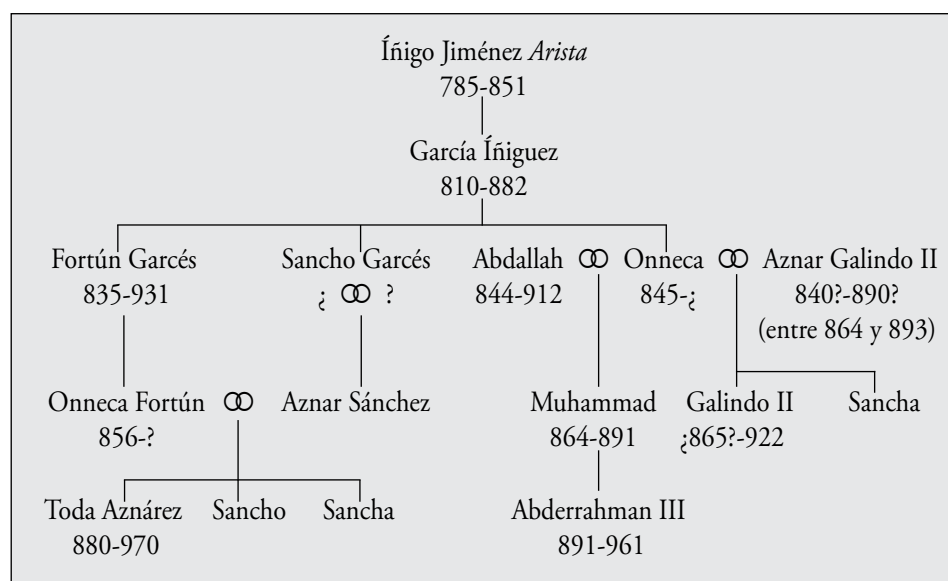 Íñigo Jiménez Arista
785-851
García Íñiguez
810-882
Fortún Garcés Sancho Garcés Abdallah Onneca Aznar Galindo II
835-931 ¿ ? 844-912 845-¿ 840?-890?
(entre 864 y 893)
Onneca Fortún Aznar Sánchez Muhammad Galindo II Sancha
856-? 864-891 ¿865?-922
Toda Aznárez Sancho Sancha Abderrahman III
880-970 891-961